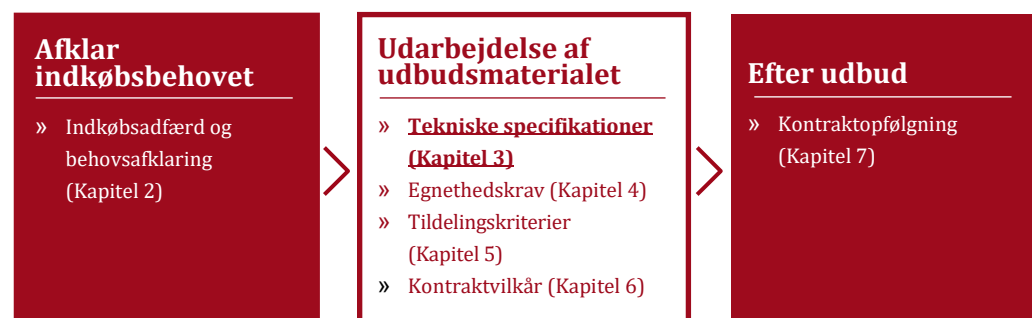 Afklar
indkøbsbehovet
» Indkøbsadfærd og
behovsafklaring
(Kapitel 2)
Udarbejdelse af
udbudsmaterialet
» Tekniske specifikationer
(Kapitel 3)
» Egnethedskrav (Kapitel 4)
» Tildelingskriterier
(Kapitel 5)
» Kontraktvilkår (Kapitel 6)
Efter udbud
» Kontraktopfølgning
(Kapitel 7)